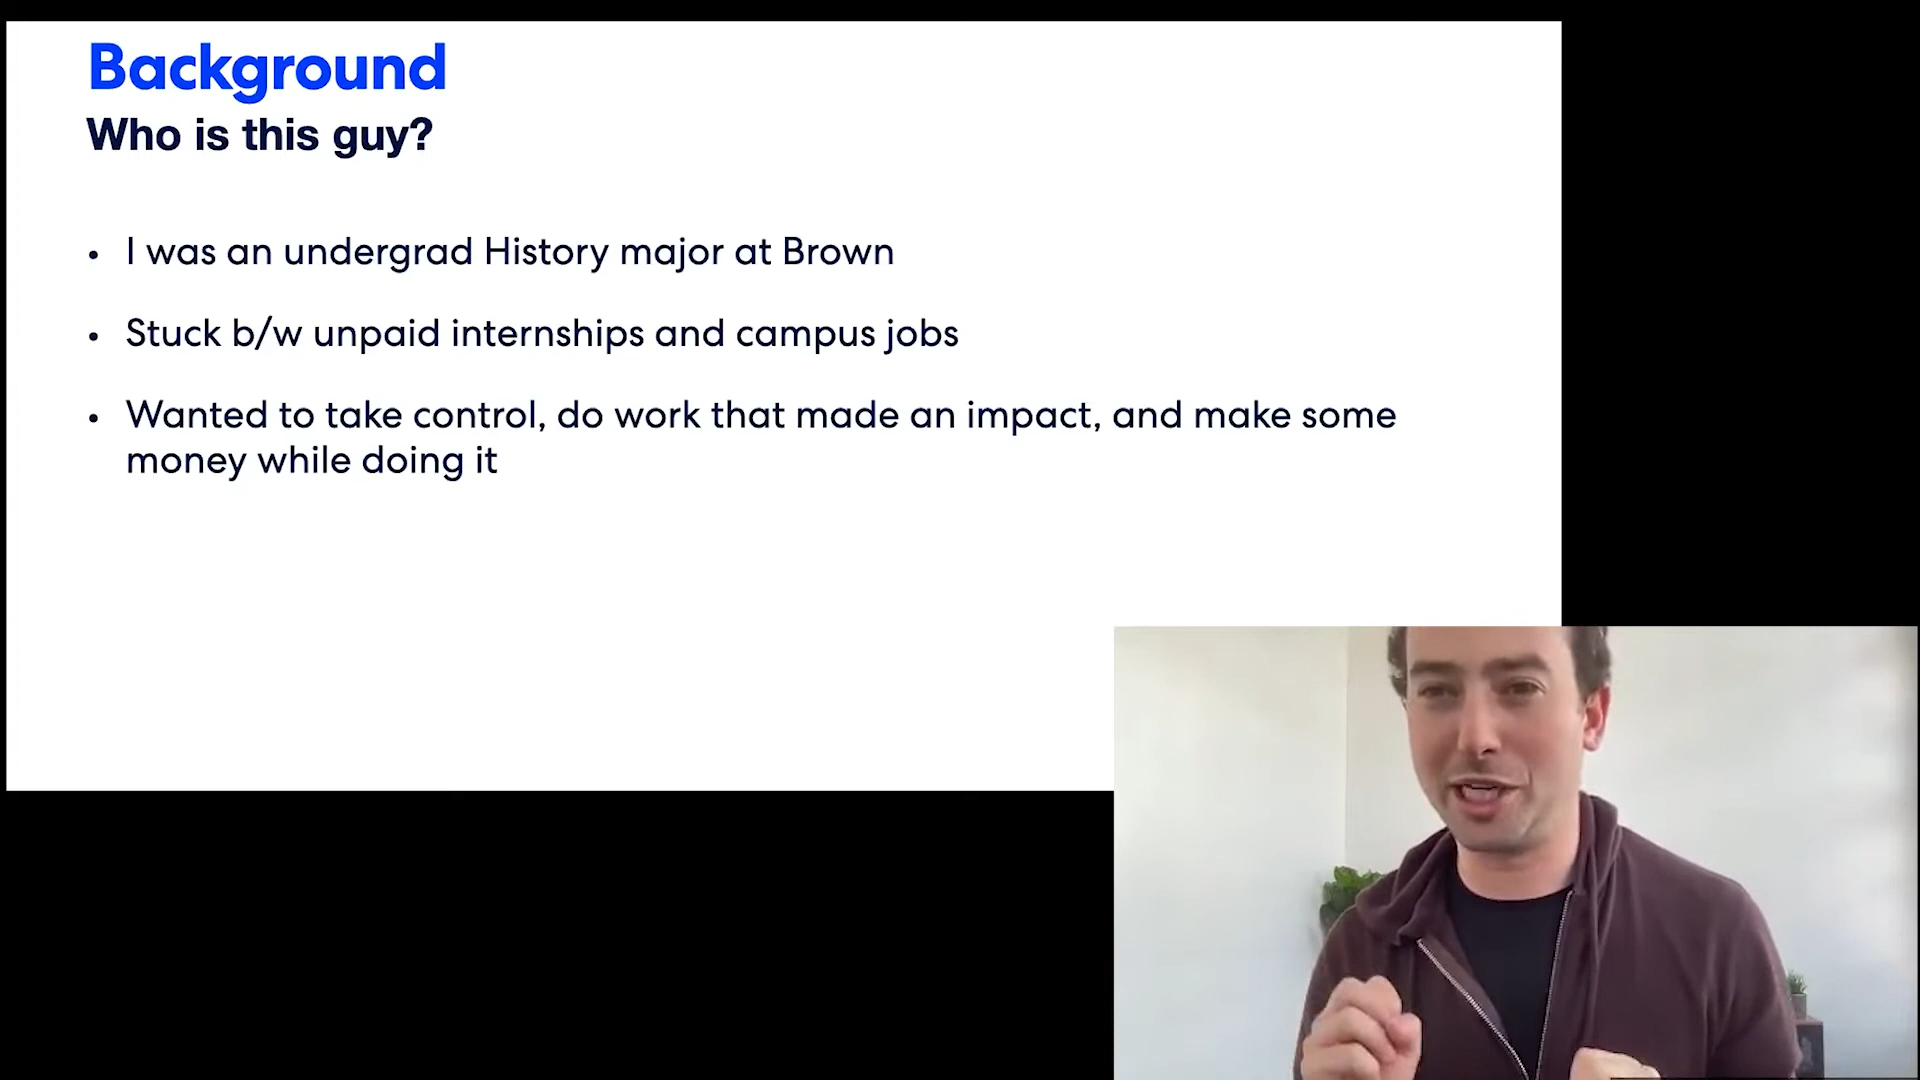 Background
Who is this guy?
• I was an undergrad History major at Brown
• Stuck b/w unpaid internships and campus jobs
• Wanted to take control, do work that made an impact, and make some
money while doing it